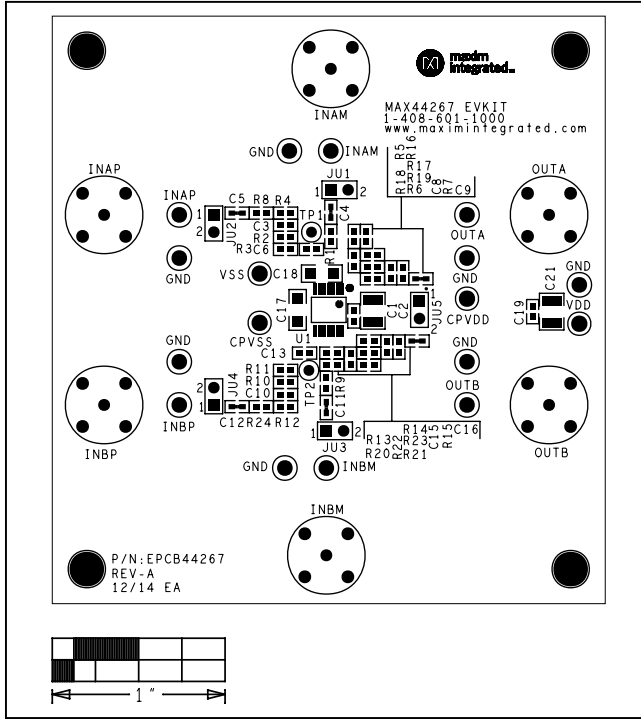 maxim
integrated™
INAM
MAX44267 EVKIT
1-408-601-1000
www.maximintegrated.com
GND
INAM
INAP
OUTA
R5
R16
R17
R19
R6
R18
C8
R7
C9
JU1
1
2
INAP
C5
R8
R4
TP1
C4
1
2
JU2
C3
R2
R3
C6
R1
OUTA
GND
VSS
C18
GND
GND
C21
C17
C1
C2
1
JU5
2
CPVDD
C19
VDD
CPVSS
U1
GND
C13
GND
R11
R10
C10
TP2
R9
C11
OUTB
2
1
JU4
INBP
C12
R24
R12
INBP
OUTB
R14
R13
R23
R20
R22
R21
C15
R15
C16
1
2
JU3
GND
INBM
INBM
P/N:EPCB44267
REV-A
12/14 EA
1"